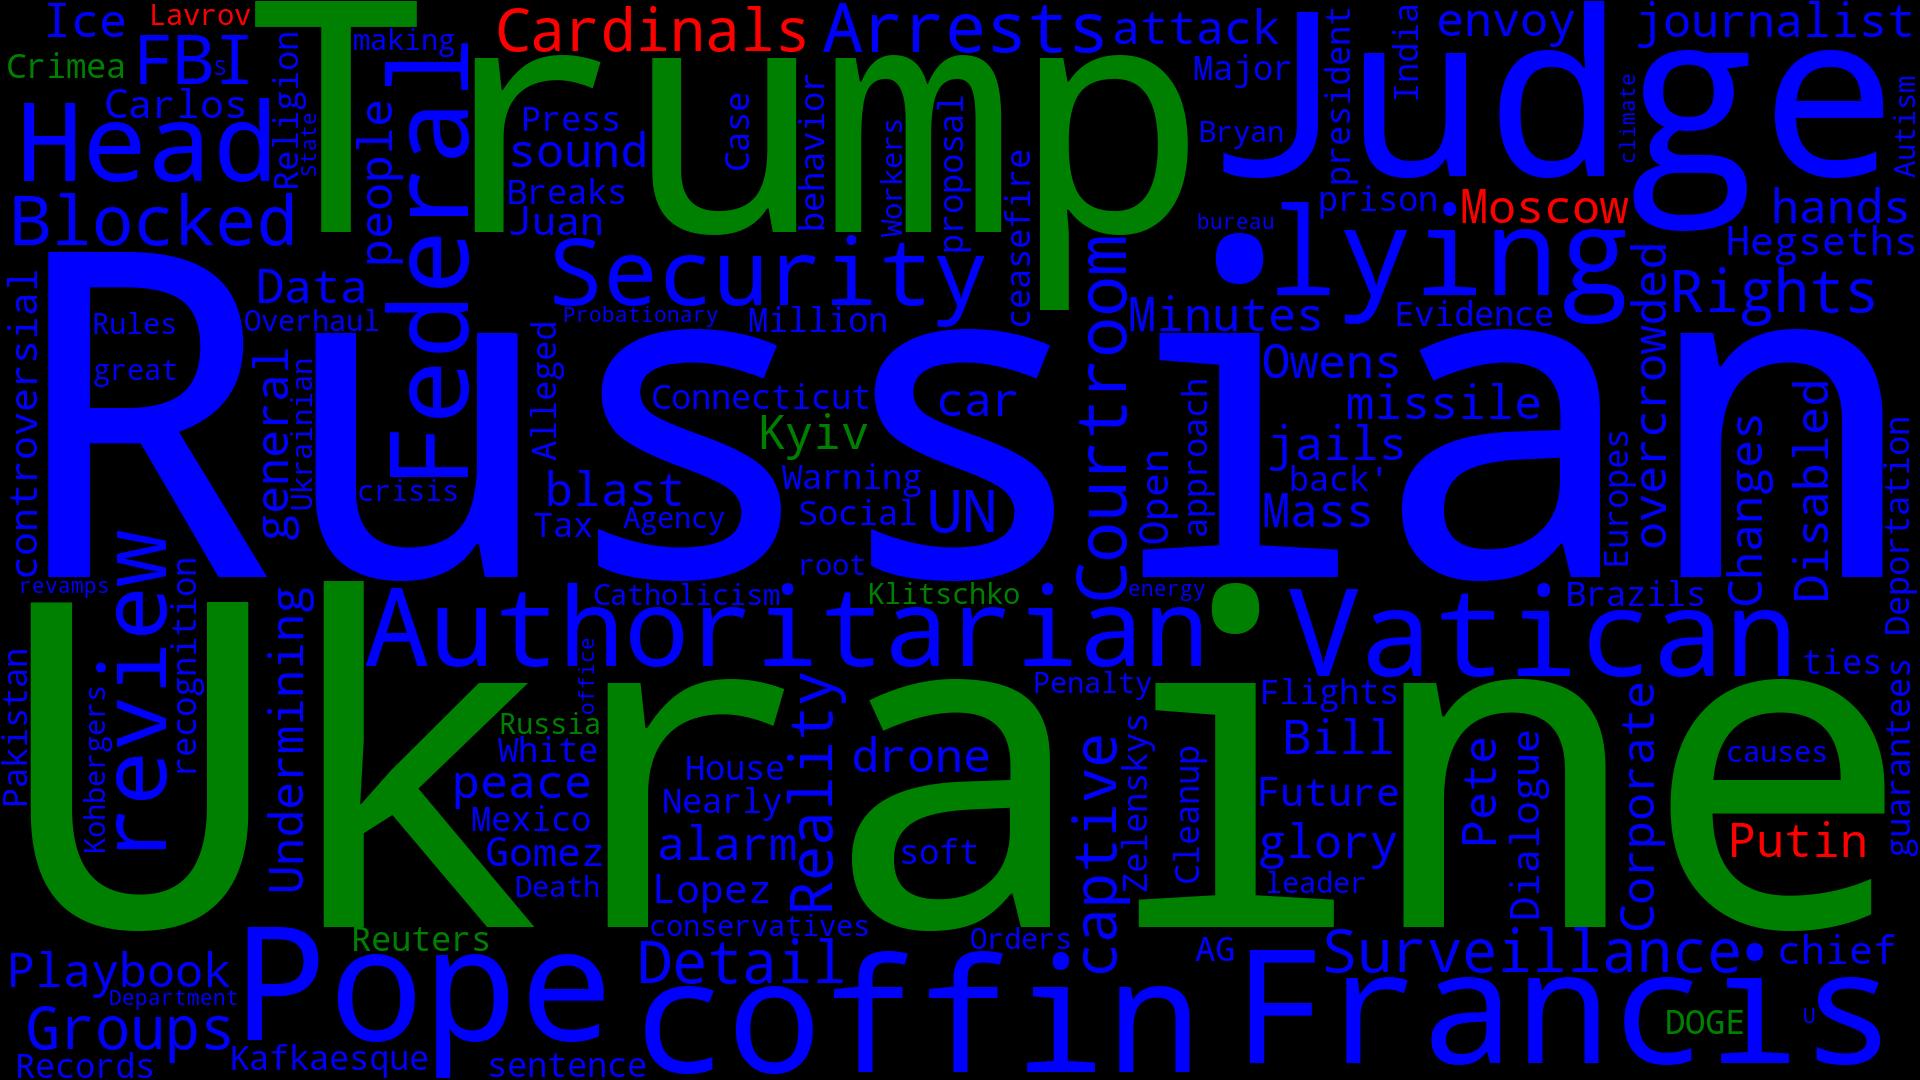 Ice
Lavrov
making
Cardinals
Arrests
attack
president
India
envoy
journalist
Crimea
FBI
S
Trump
Judge
Major
Carlos
Head
Religion
State
people
Federal
Press
sound
Case
behavior
Workers
proposal
ceasefire
Bryan
climate
Autism
Breaks
Juan
Blocked
prison
Moscow
hands
bureau
Hegseths
Security
lying
Data
Rights
Overhaul
Probationary
Million
Courtroom
Minutes
Evidence
overcrowded
controversial
Rules
great
Russian
general
Ukrainian
Alleged
Connecticut
car
Owens
missile
Kyiv
approach
jails
Open
back'
Mass
Europes
Changes
Disabled
Deportation
crisis
blast
Warning
Tax
Agency
Social
UN
root
revamps
review
recognition
Undermining
Catholicism
Klitschko
energy
Brazils
Authoritarian
Vatican
ties
Ukraine
Pakistan
Kohbergers
office
Penalty
Flights
Russia
White
House
Reality
drone
captive
Zelenskys
Cleanup
Bill
Pete
Dialogue
Corporate
causes
guarantees
peace
Nearly
Future
Mexico
alarm
soft
glory
Putin
Gomez
Death
Lopez
leader
conservatives
Reuters
Orders
AG
Surveillance
chief
Playbook
Pope
Detail
coffin
Francis
Department
Groups
DOGE
U
Records
Kafkaesque
sentence